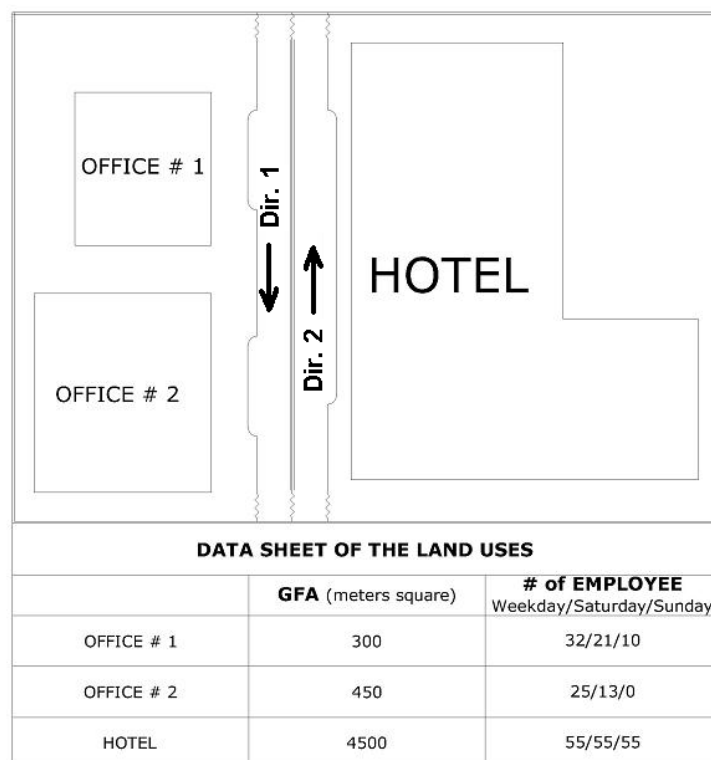 OFFICE # 1
Dir. 1
HOTEL
Dir. 2
OFFICE # 2
DATA SHEET OF THE LAND USES
GFA (meters square)
# of EMPLOYEE
Weekday/Saturday/Sunday
OFFICE # 1 300 32/21/10
OFFICE # 2 450 25/13/0
HOTEL 4500 55/55/55